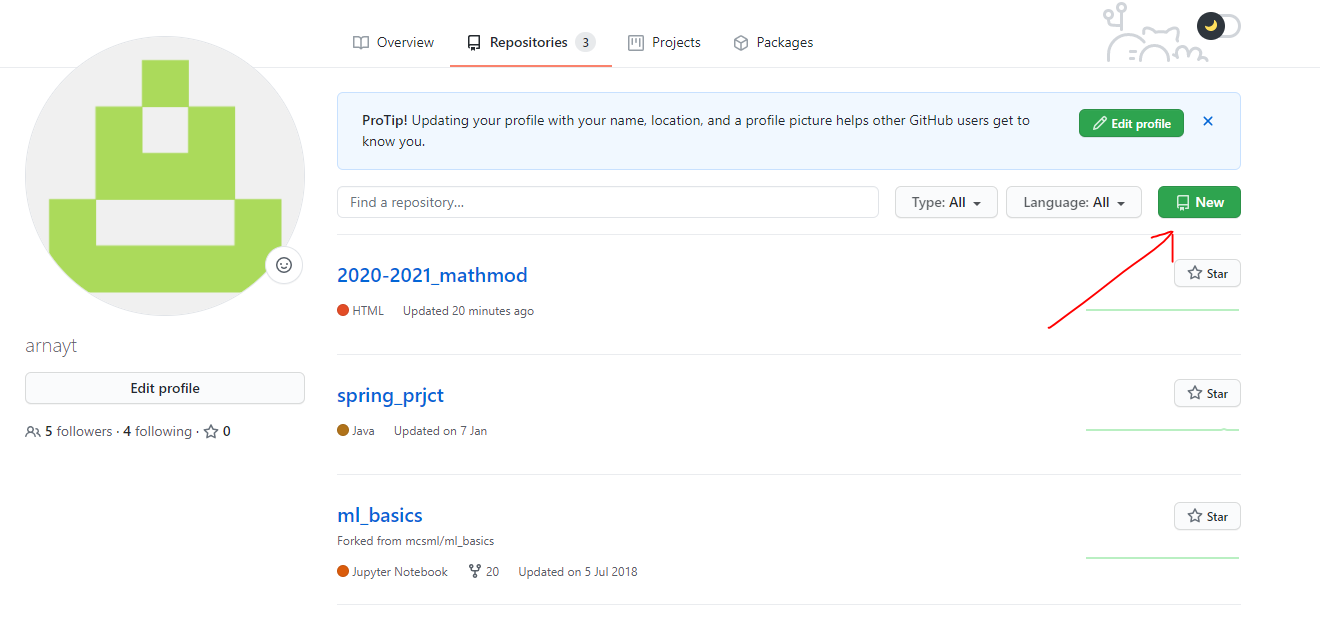 Overview Repositories 3 Projects Packages
ProTip! Updating your profile with your name, location, and a profile picture helps other GitHub users get to
know you.
Edit profile
Find a repository...
Type: All
Language: All
New
2020-2021_mathmod
Star
HTML Updated 20 minutes ago
arnayt
Edit profile
5 followers · 4 following · 0
spring_prjct
Star
Java Updated on 7 Jan
ml_basics
Star
Forked from mcsml/ml_basics
Jupyter Notebook 20 Updated on 5 Jul 2018